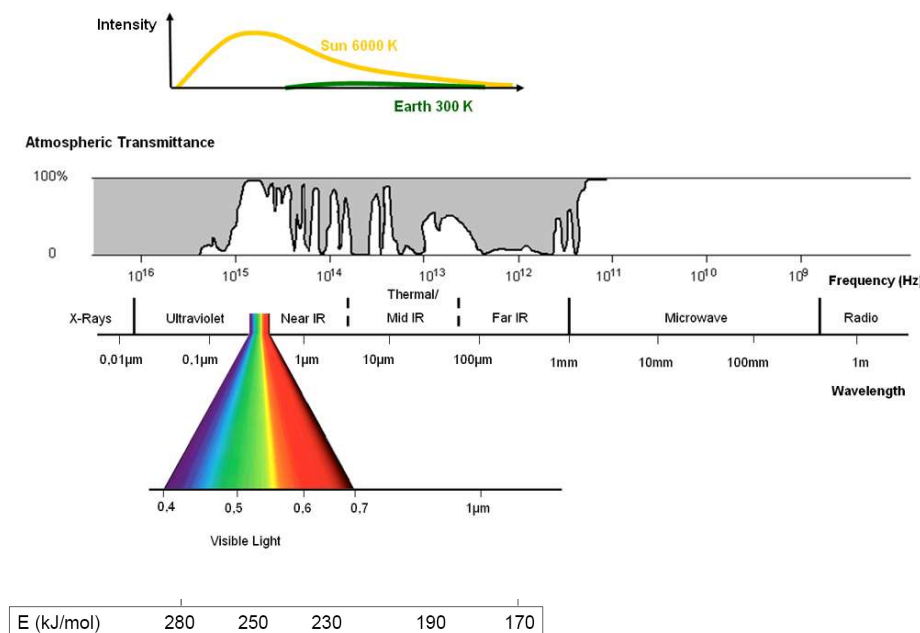 Intensity
Sun 6000 K
Earth 300 K
Atmospheric Transmittance
100%
0
10¹⁶ 10¹⁵ 10¹⁴ 10¹³ 10¹² 10¹¹ 10¹⁰ 10⁹ Frequency (Hz)
Thermal/
X-Rays Ultraviolet Near IR Mid IR Far IR Microwave Radio
0,01µm 0.1µm 1µm 10µm 100µm 1mm 10mm 100mm 1m
Wavelength
0,4 0,5 0,6 0,7 1µm
Visible Light
E (kJ/mol) 280 250 230 190 170